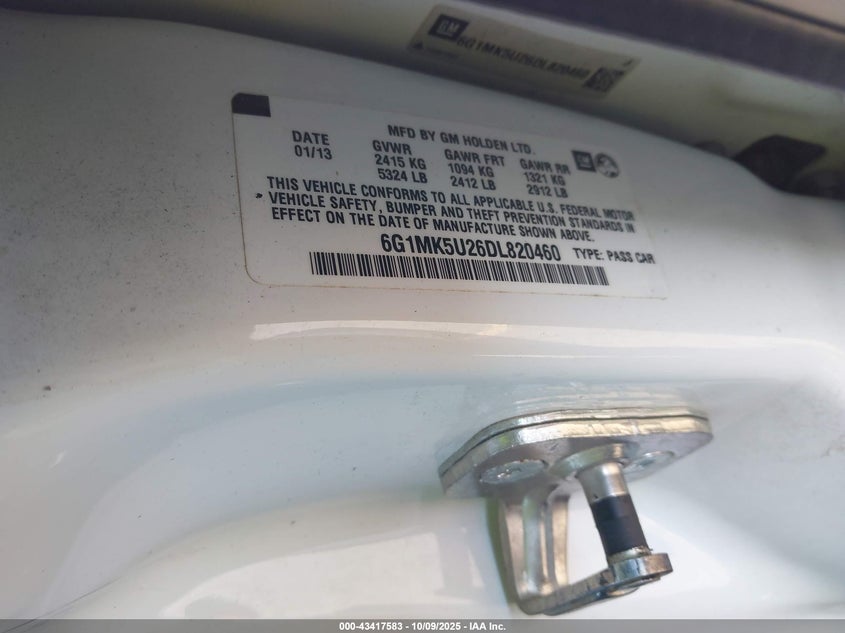 GM
6G1MK5U26DL820460
MFD BY GM HOLDEN LTD.
DATE GVWR GAWR FRT GAWR RR
01/13 2415 KG 1094 KG 1321 KG
5324 LB 2412 LB 2912 LB
GM
THIS VEHICLE CONFORMS TO ALL APPLICABLE U.S. FEDERAL MOTOR
VEHICLE SAFETY, BUMPER AND THEFT PREVENTION STANDARDS IN
EFFECT ON THE DATE OF MANUFACTURE SHOWN ABOVE.
6G1MK5U26DL820460 TYPE: PASS CAR
000-43417583 - 10/09/2025 - IAA Inc.